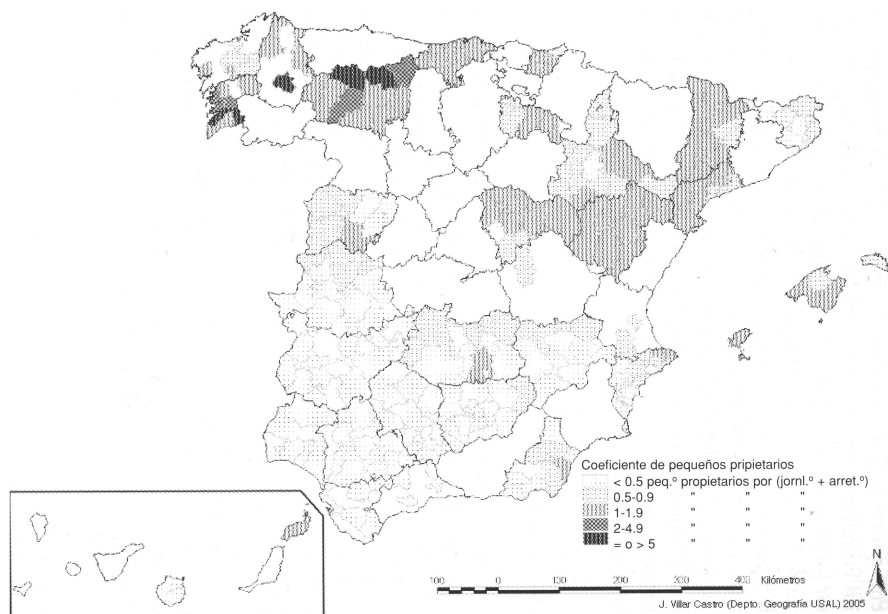 Coeficiente de pequeños pripietarios
< 0.5 peq.º propietarios por (jornl.º + arret.º)
0.5-0.9 " " "
1-1.9 " " "
2-4.9 " " "
= o > 5 " " "
N
100 0 100 200 300 400 Kilómetros
J. Villar Castro (Depto. Geografía USAL) 2005